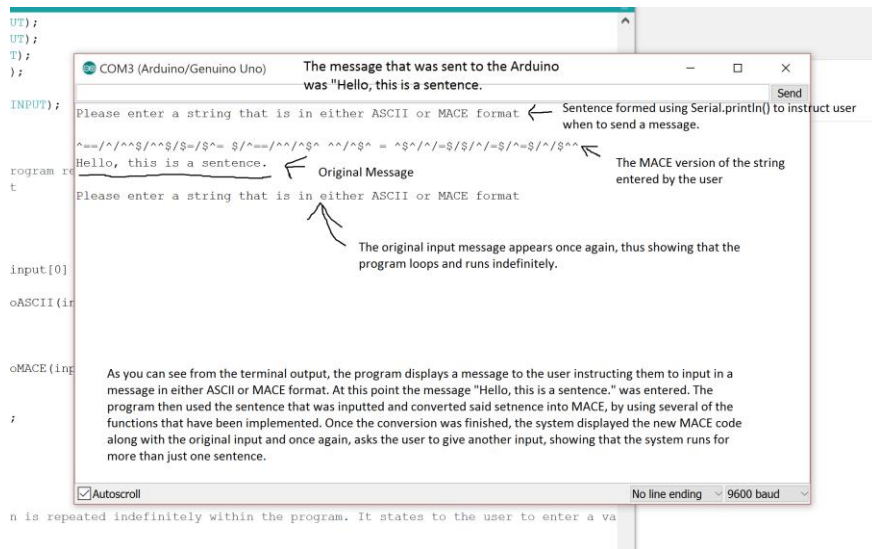 UT);
UT);
T);
);
INPUT);
rogram re
t
input[0]
oASCII(in
oMACE(inp
;
COM3 (Arduino/Genuino Uno)
The message that was sent to the Arduino
was "Hello, this is a sentence.
Send
Please enter a string that is in either ASCII or MACE format
Sentence formed using Serial.println() to instruct user
when to send a message.
^==/^/^^$/^^$/$=/$^= $/^==/^^/^$^ ^^/^$^ = ^$^/^/=$/$/^/=$/^=$/^/$^^
The MACE version of the string
entered by the user
Hello, this is a sentence.
Original Message
Please enter a string that is in either ASCII or MACE format
The original input message appears once again, thus showing that the
program loops and runs indefinitely.
As you can see from the terminal output, the program displays a message to the user instructing them to input in a
message in either ASCII or MACE format. At this point the message "Hello, this is a sentence." was entered. The
program then used the sentence that was inputted and converted said setnence into MACE, by using several of the
functions that have been implemented. Once the conversion was finished, the system displayed the new MACE code
along with the original input and once again, asks the user to give another input, showing that the system runs for
more than just one sentence.
Autoscroll
No line ending
9600 baud
n is repeated indefinitely within the program. It states to the user to enter a va